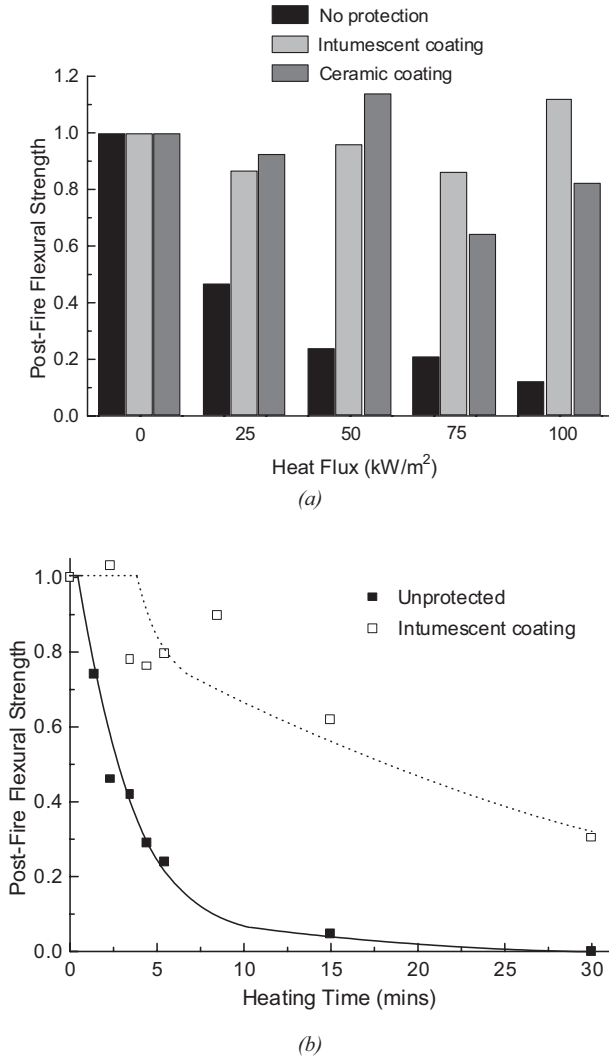 No protection
Intumescent coating
Ceramic coating
1.2
1.0
0.8
0.6
0.4
0.2
0.0
Post-Fire Flexural Strength
0 25 50 75 100
Heat Flux (kW/m²)
(a)
Unprotected
Intumescent coating
1.0
0.8
0.6
0.4
0.2
0.0
Post-Fire Flexural Strength
0 5 10 15 20 25 30
Heating Time (mins)
(b)